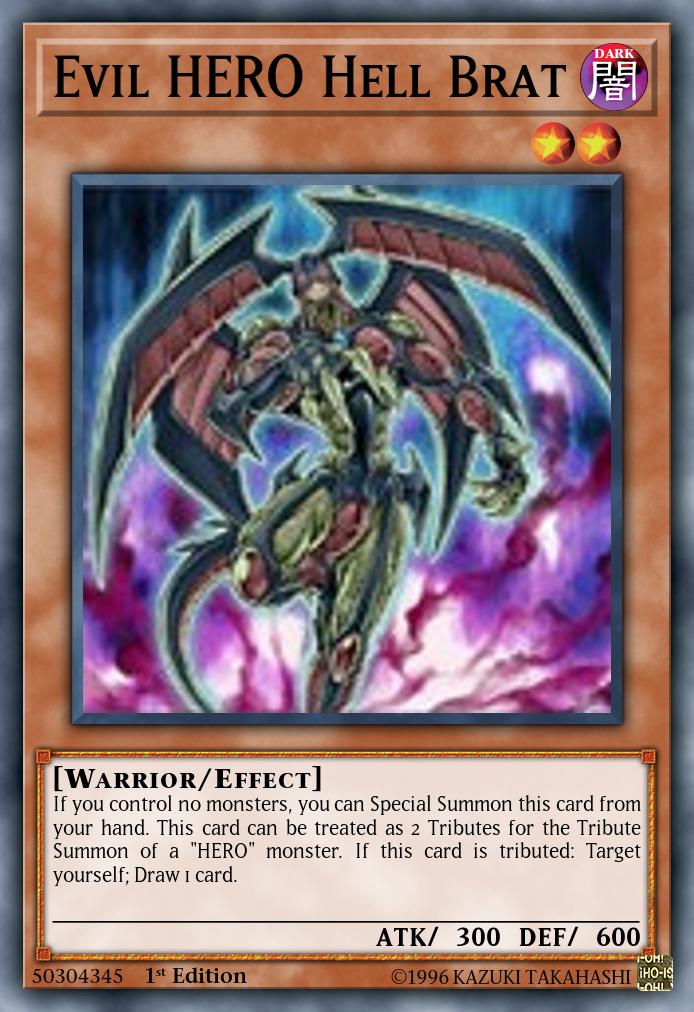 Evil HERO Hell Brat
DARK
闇
[Warrior/Effect]
If you control no monsters, you can Special Summon this card from
your hand. This card can be treated as 2 Tributes for the Tribute
Summon of a "HERO" monster. If this card is tributed: Target
yourself; Draw 1 card.
ATK/ 300 DEF/ 600
50304345 1st Edition ©1996 KAZUKI TAKAHASHI